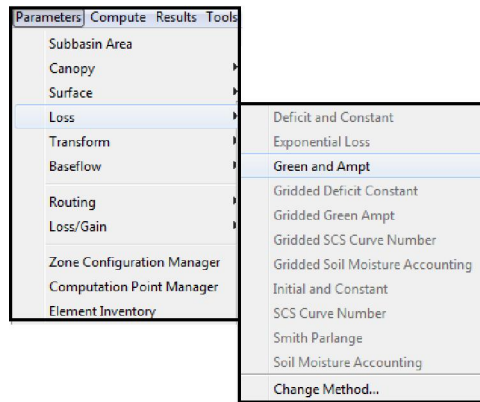 Parameters Compute Results Tools
Subbasin Area
Canopy
Surface
Loss
Transform
Baseflow
Routing
Loss/Gain
Zone Configuration Manager
Computation Point Manager
Element Inventory
Deficit and Constant
Exponential Loss
Green and Ampt
Gridded Deficit Constant
Gridded Green Ampt
Gridded SCS Curve Number
Gridded Soil Moisture Accounting
Initial and Constant
SCS Curve Number
Smith Parlange
Soil Moisture Accounting
Change Method...